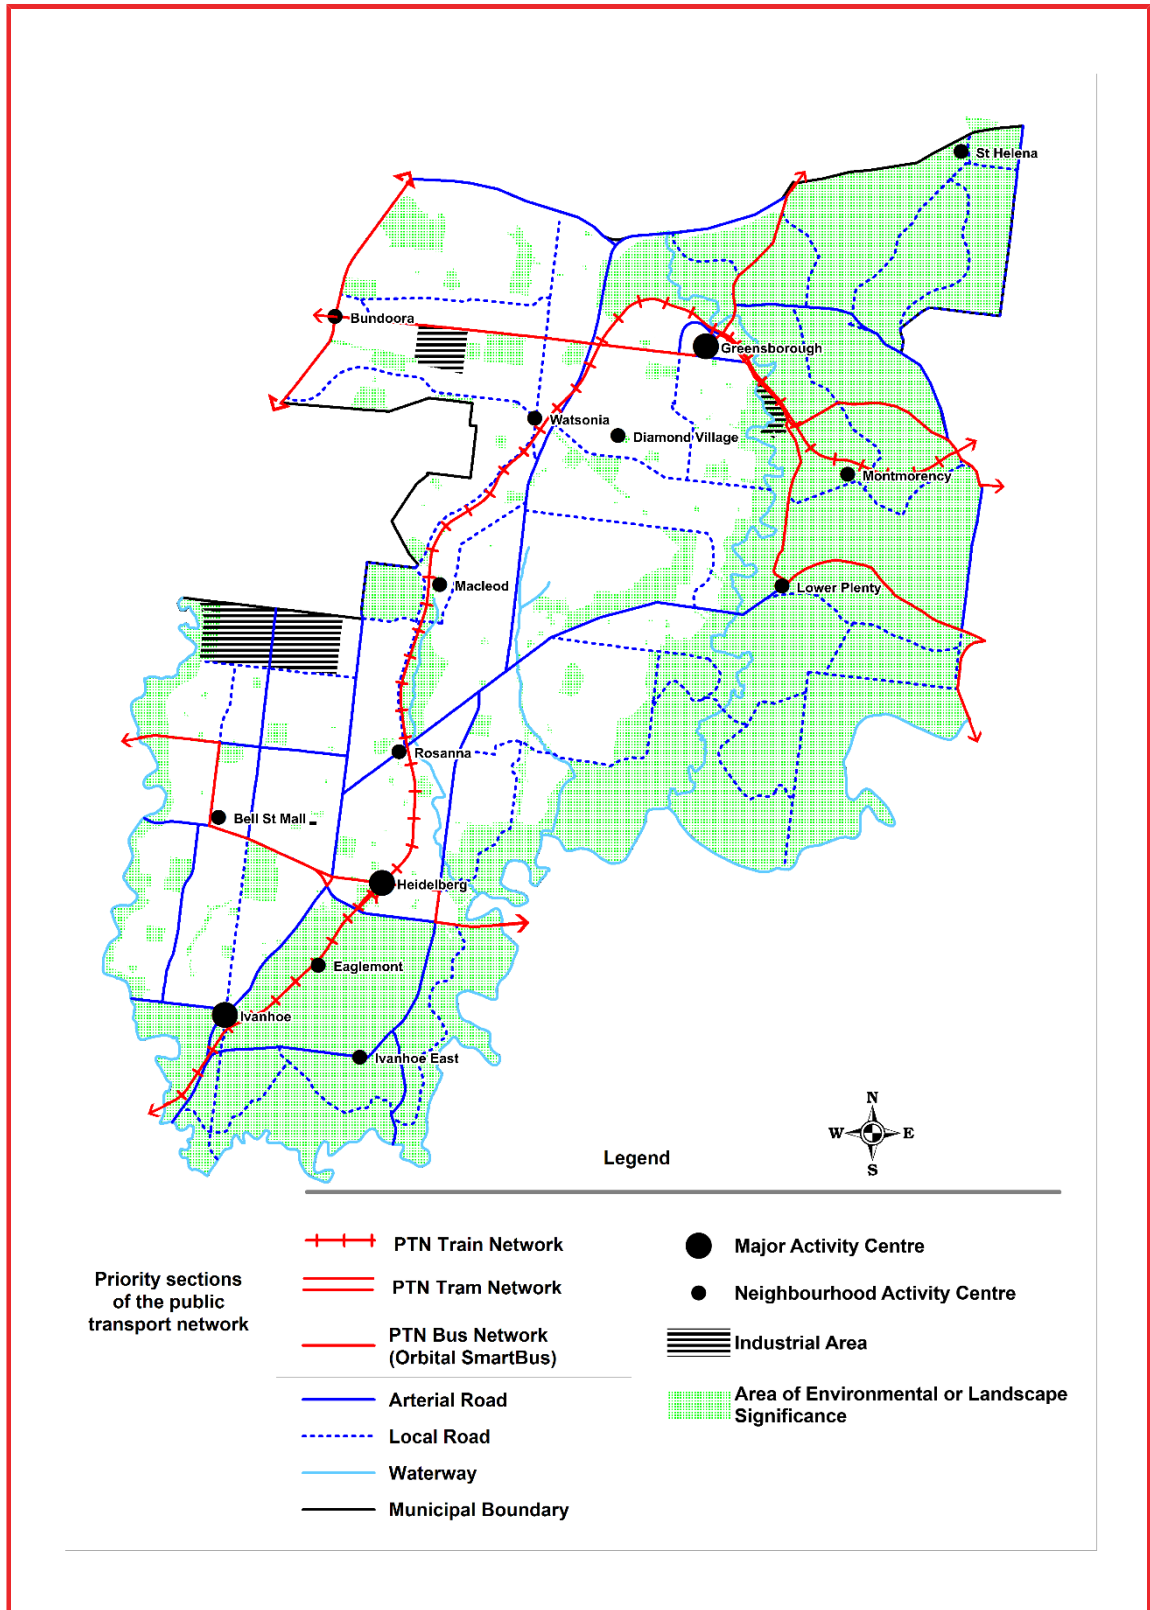 St Helena
Bundoora
Greensborough
Watsonia
Diamond Village
Montmorency
Macleod
Lower Plenty
Rosanna
Bell St Mall
Heidelberg
Eaglemont
Ivanhoe
Ivanhoe East
N
W E
S
Legend
Priority sections
of the public
transport network
PTN Train Network
PTN Tram Network
PTN Bus Network
(Orbital SmartBus)
Arterial Road
Local Road
Waterway
Municipal Boundary
Major Activity Centre
Neighbourhood Activity Centre
Industrial Area
Area of Environmental or Landscape
Significance